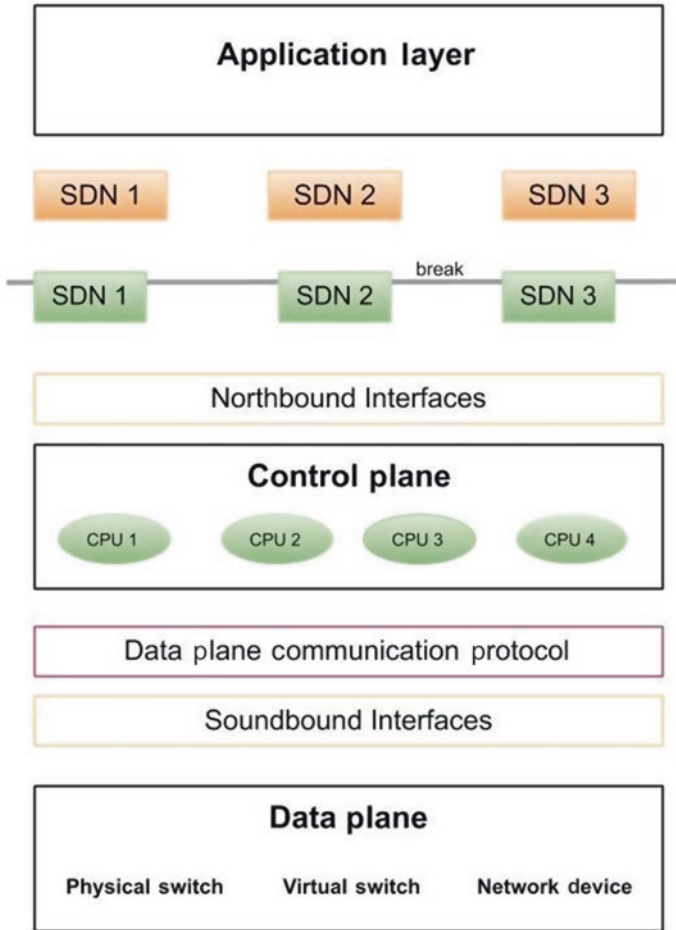 Application layer
SDN 1 SDN 2 SDN 3
break
SDN 1 SDN 2 SDN 3
Northbound Interfaces
Control plane
CPU 1 CPU 2 CPU 3 CPU 4
Data plane communication protocol
Soundbound Interfaces
Data plane
Physical switch Virtual switch Network device